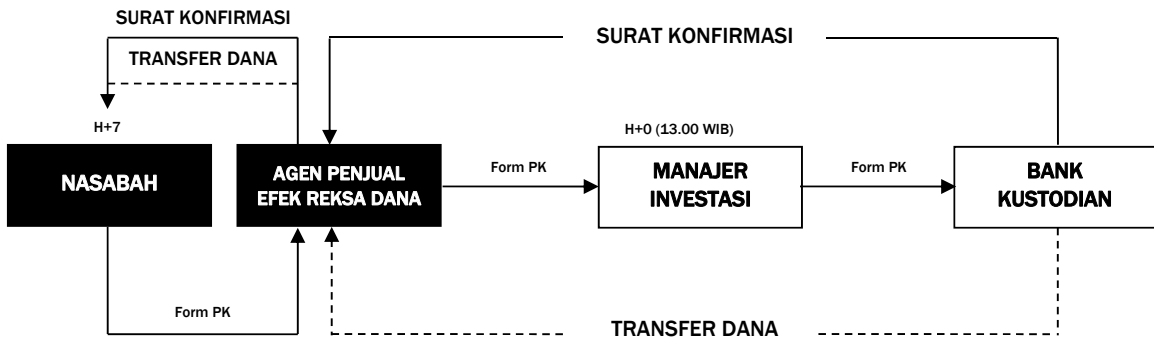 SURAT KONFIRMASI
TRANSFER DANA
H+7
NASABAH
AGEN PENJUAL
EFEK REKSA DANA
Form PK
SURAT KONFIRMASI
H+0 (13.00 WIB)
Form PK
MANAJER
INVESTASI
Form PK
BANK
KUSTODIAN
TRANSFER DANA